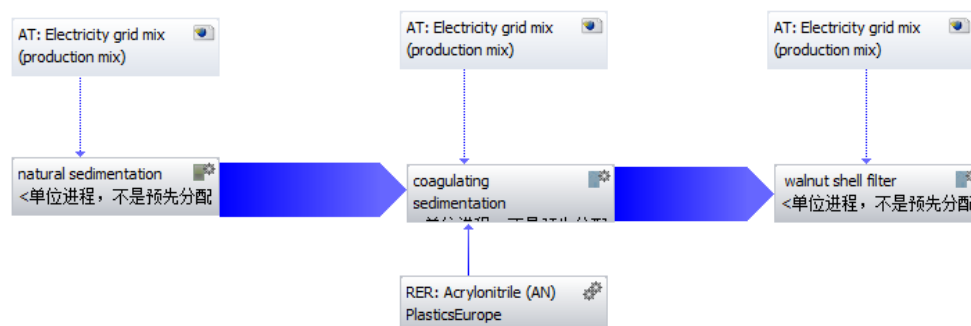 AT: Electricity grid mix
(production mix)
AT: Electricity grid mix
(production mix)
AT: Electricity grid mix
(production mix)
natural sedimentation
<单位进程，不是预先分配
coagulating
sedimentation
walnut shell filter
<单位进程，不是预先分配
RER: Acrylonitrile (AN)
PlasticsEurope